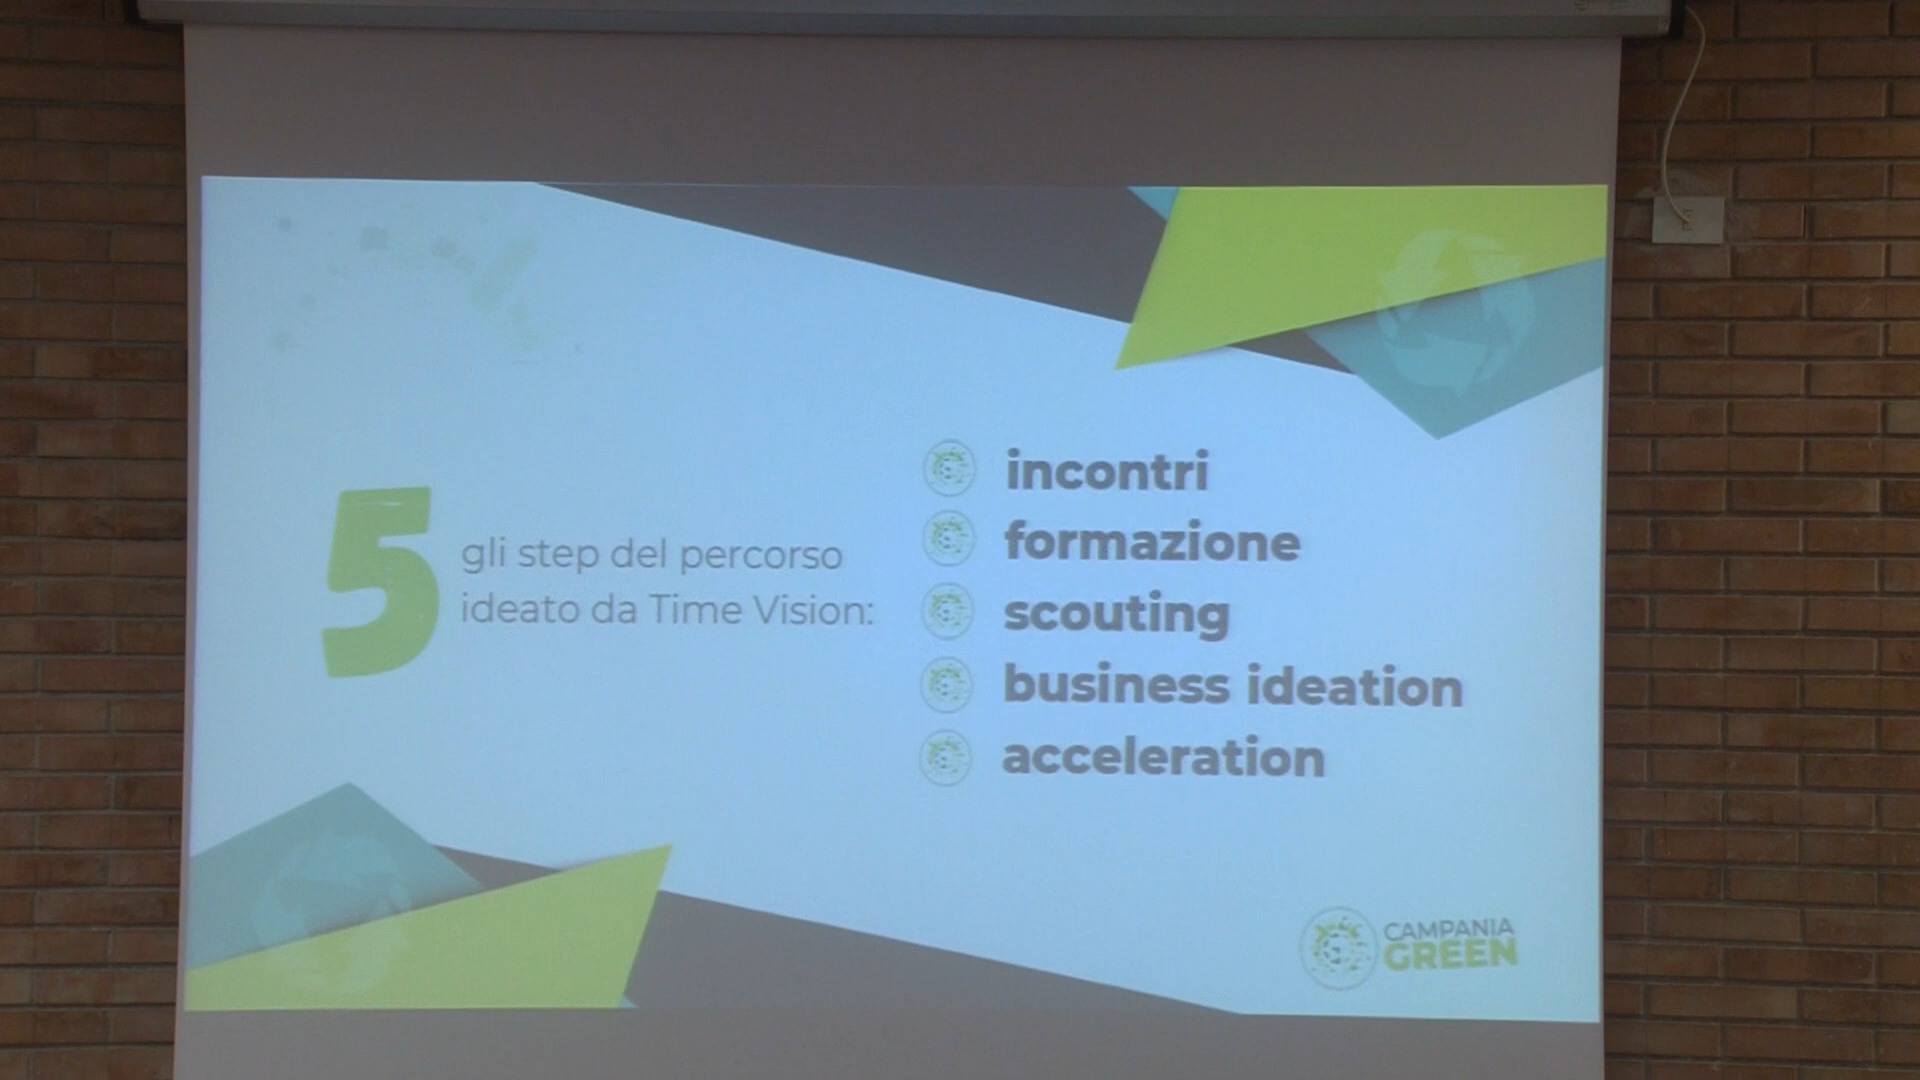 5
gli step del percorso
ideato da Time Vision:
incontri
formazione
scouting
business ideation
acceleration
CAMPANIA
GREEN